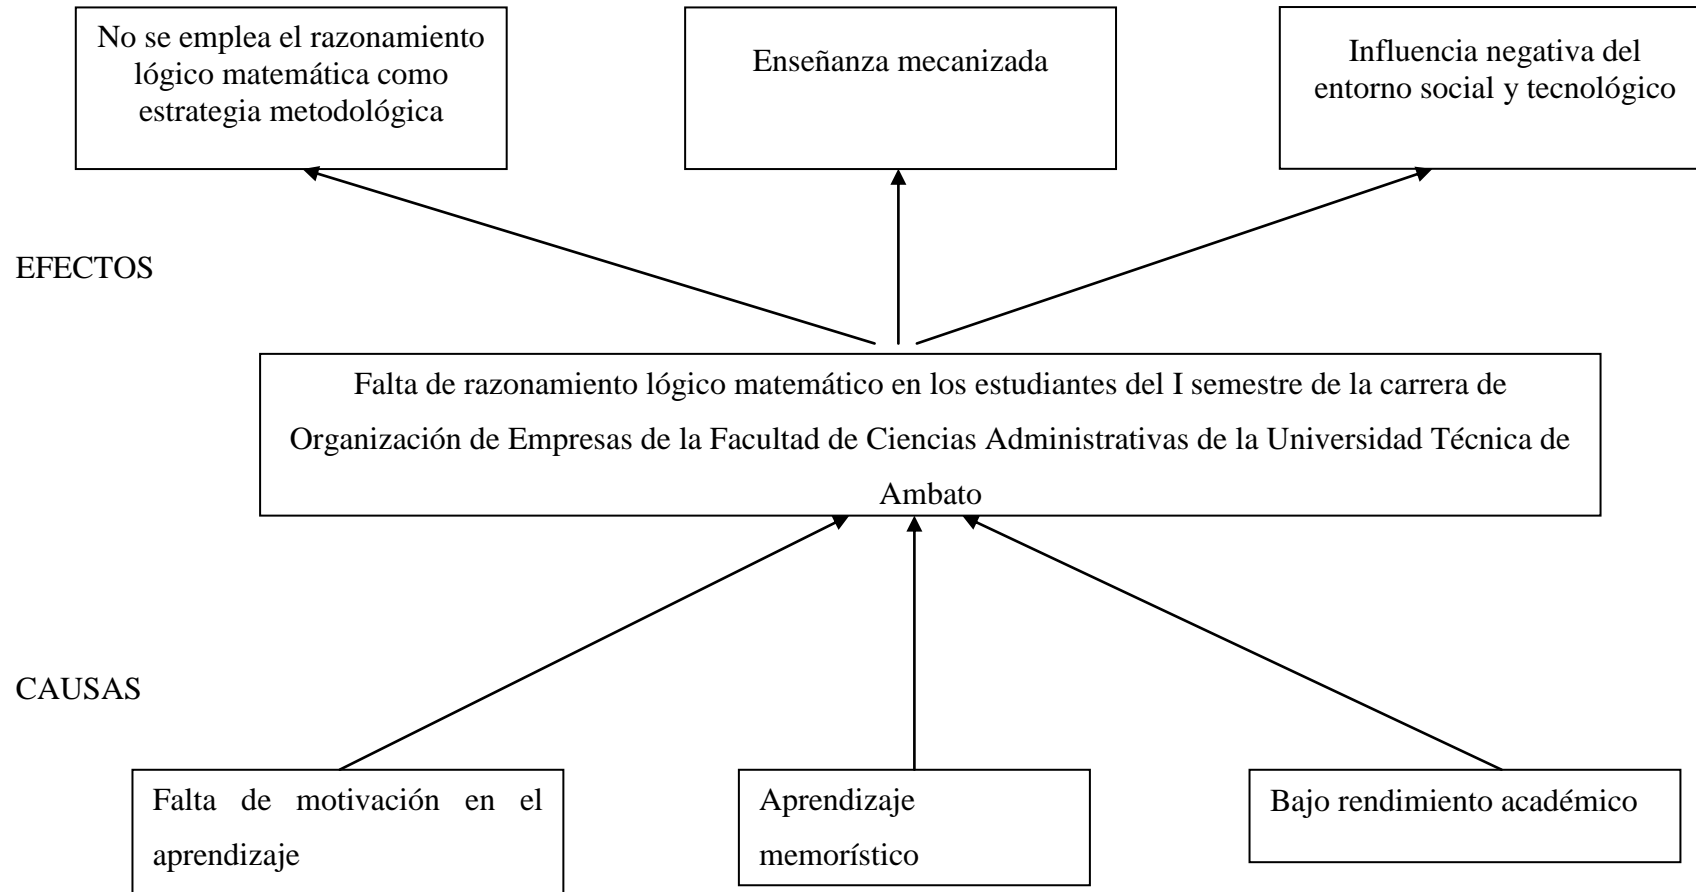 No se emplea el razonamiento
lógico matemática como
estrategia metodológica
Enseñanza mecanizada
Influencia negativa del
entorno social y tecnológico
EFECTOS
Falta de razonamiento lógico matemático en los estudiantes del I semestre de la carrera de
Organización de Empresas de la Facultad de Ciencias Administrativas de la Universidad Técnica de
Ambato
CAUSAS
Falta de motivación en el
aprendizaje
Aprendizaje
memorístico
Bajo rendimiento académico